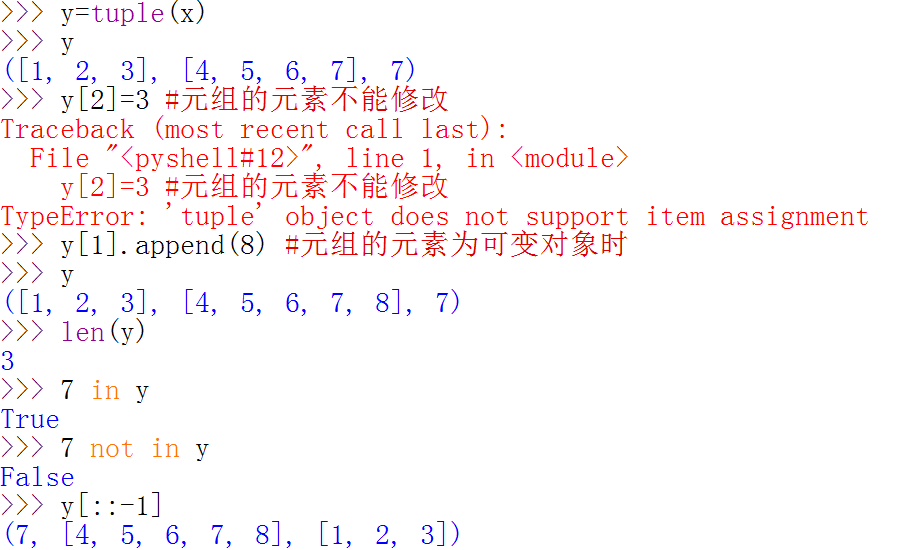 >>> y=tuple(x)
>>> y
([1, 2, 3], [4, 5, 6, 7], 7)
>>> y[2]=3 #元组的元素不能修改
Traceback (most recent call last):
  File "<pyshell#12>", line 1, in <module>
    y[2]=3 #元组的元素不能修改
TypeError: 'tuple' object does not support item assignment
>>> y[1].append(8) #元组的元素为可变对象时
>>> y
([1, 2, 3], [4, 5, 6, 7, 8], 7)
>>> len(y)
3
>>> 7 in y
True
>>> 7 not in y
False
>>> y[::-1]
(7, [4, 5, 6, 7, 8], [1, 2, 3])